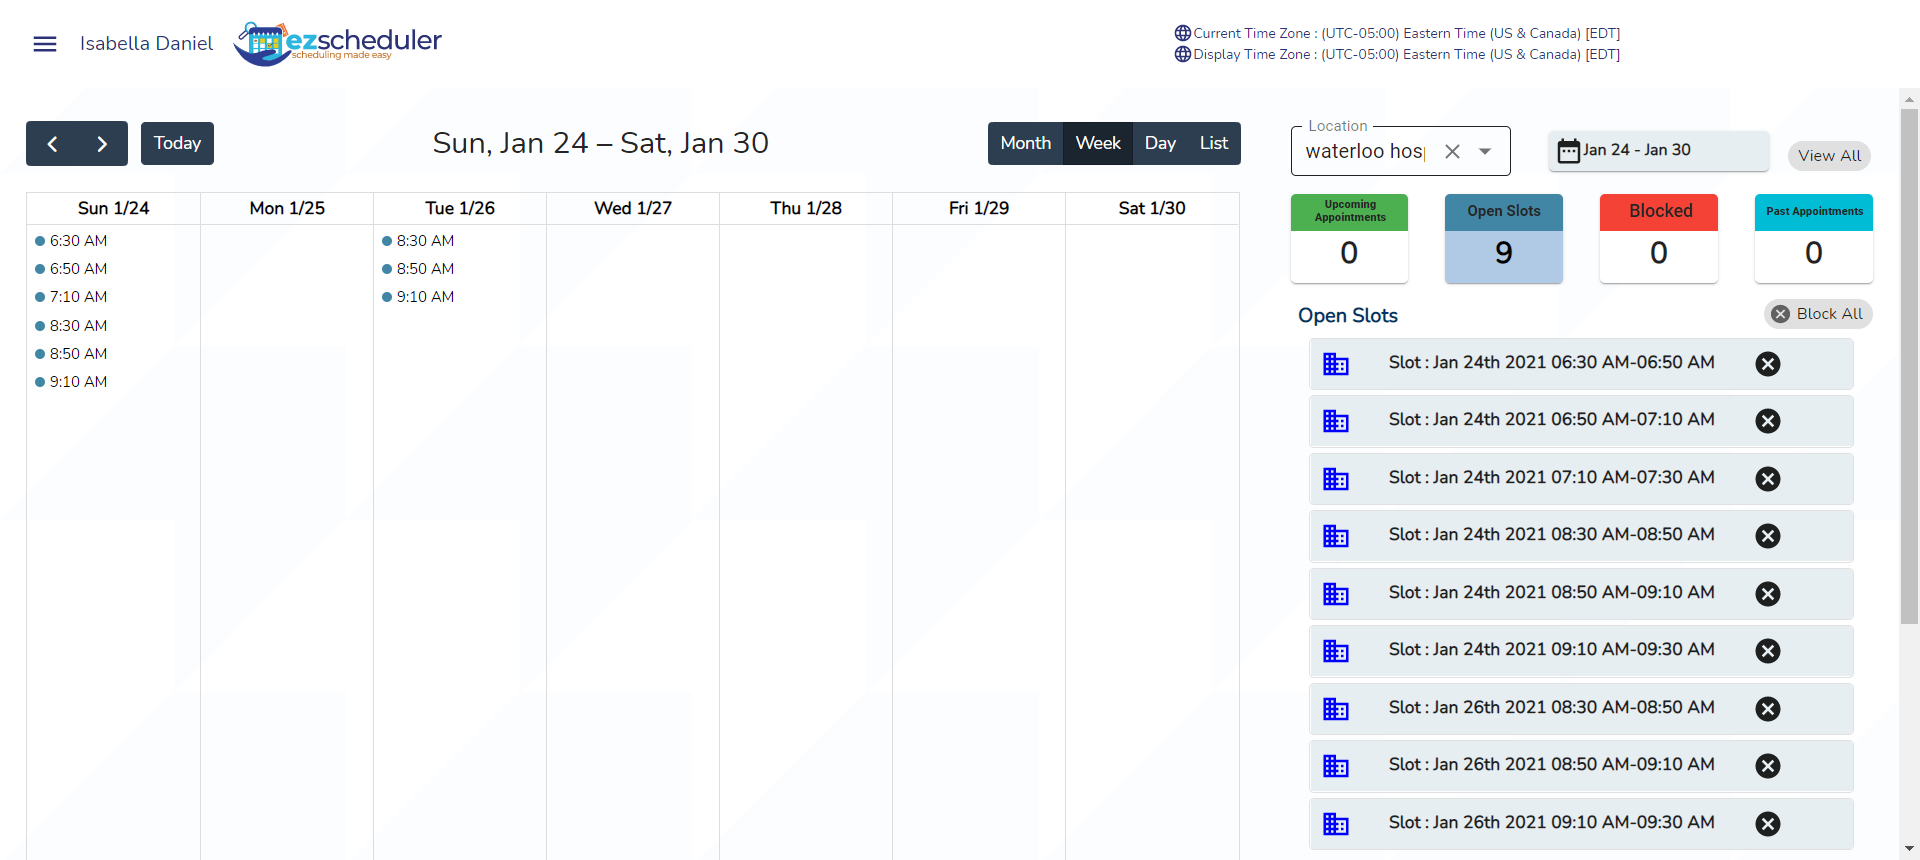 Isabella Daniel
ezscheduler
scheduling made easy
Current Time Zone : (UTC-05:00) Eastern Time (US & Canada) [EDT]
Display Time Zone : (UTC-05:00) Eastern Time (US & Canada) [EDT]
Today
Sun, Jan 24 – Sat, Jan 30
Month Week Day List
Sun 1/24 Mon 1/25 Tue 1/26 Wed 1/27 Thu 1/28 Fri 1/29 Sat 1/30
6:30 AM 8:30 AM
6:50 AM 8:50 AM
7:10 AM 9:10 AM
8:30 AM
8:50 AM
9:10 AM
Location
waterloo hos
Jan 24 - Jan 30
View All
Upcoming
Appointments
0
Open Slots
9
Blocked
0
Past Appointments
0
Open Slots
Block All
Slot : Jan 24th 2021 06:30 AM-06:50 AM
Slot : Jan 24th 2021 06:50 AM-07:10 AM
Slot : Jan 24th 2021 07:10 AM-07:30 AM
Slot : Jan 24th 2021 08:30 AM-08:50 AM
Slot : Jan 24th 2021 08:50 AM-09:10 AM
Slot : Jan 24th 2021 09:10 AM-09:30 AM
Slot : Jan 26th 2021 08:30 AM-08:50 AM
Slot : Jan 26th 2021 08:50 AM-09:10 AM
Slot : Jan 26th 2021 09:10 AM-09:30 AM